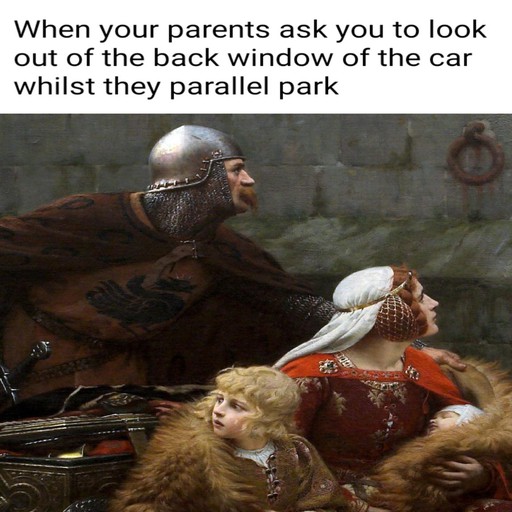 When your parents ask you to look
out of the back window of the car
whilst they parallel park